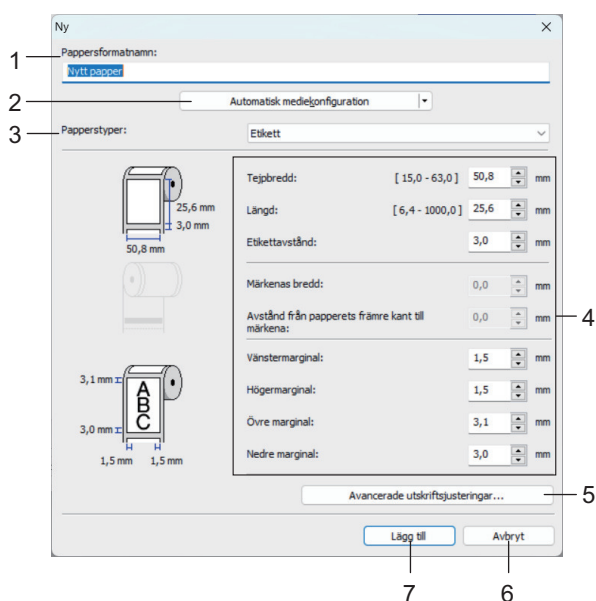 Ny
1
Pappersformatnamn:
Nytt papper
2
Automatisk mediekonfiguration
3
Papperstyper:
Etikett
25,6 mm
3,0 mm
50,8 mm
Tejpbredd: [ 15,0 - 63,0 ] 50,8 mm
Längd: [ 6,4 - 1000,0 ] 25,6 mm
Etikettavstånd: 3,0 mm
Märkenas bredd: 0,0 mm
Avstånd från papperets främre kant till märkena: 0,0 mm
4
3,1 mm
A
B
C
3,0 mm
1,5 mm 1,5 mm
Vänstermarginal: 1,5 mm
Högermarginal: 1,5 mm
Övre marginal: 3,1 mm
Nedre marginal: 3,0 mm
Avancerade utskriftsjusteringar...
5
Lägg till
Avbryt
7
6